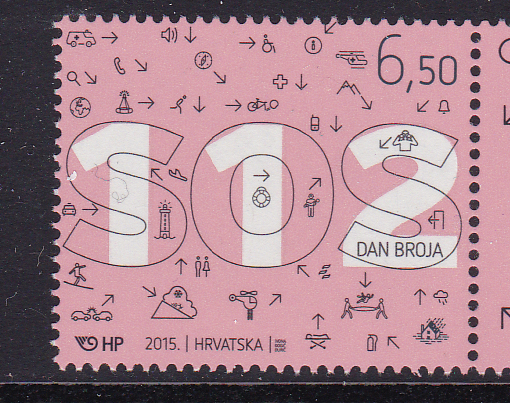 6,50
112
SOS
DAN BROJA
HP 2015. HRVATSKA